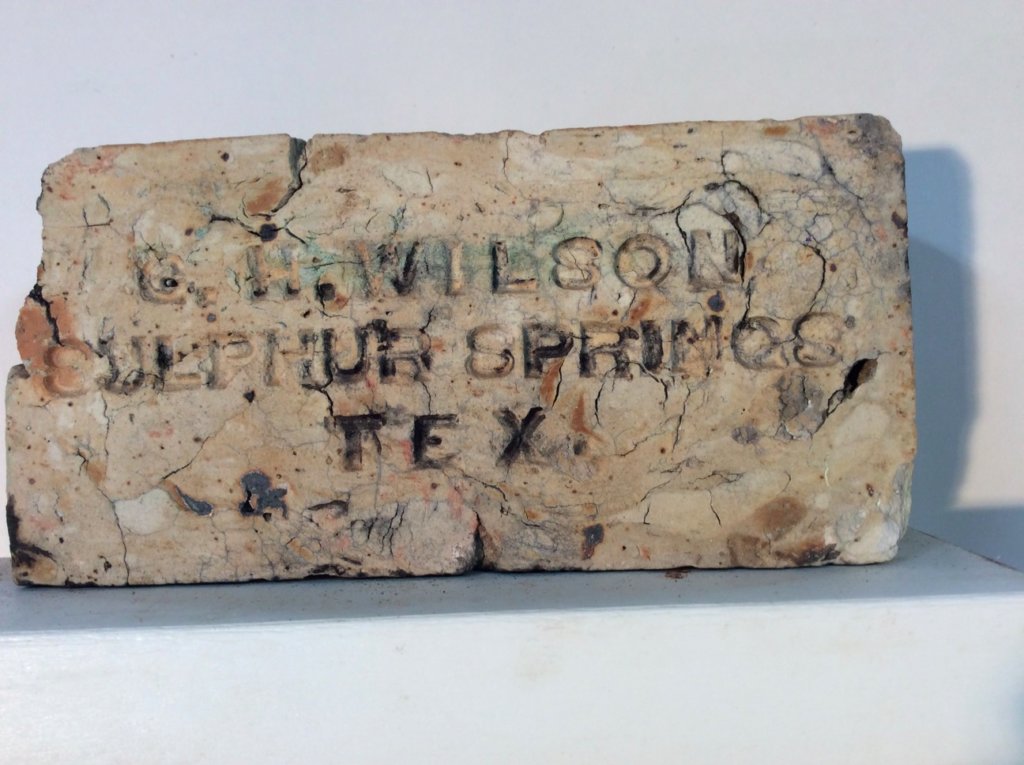 G. H. WILSON
SULPHUR SPRINGS
TEX.